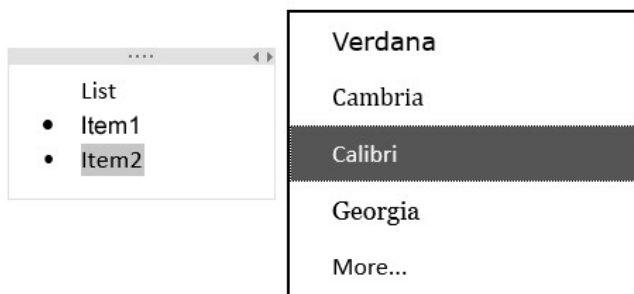 List
• Item1
• Item2
Verdana
Cambria
Calibri
Georgia
More...